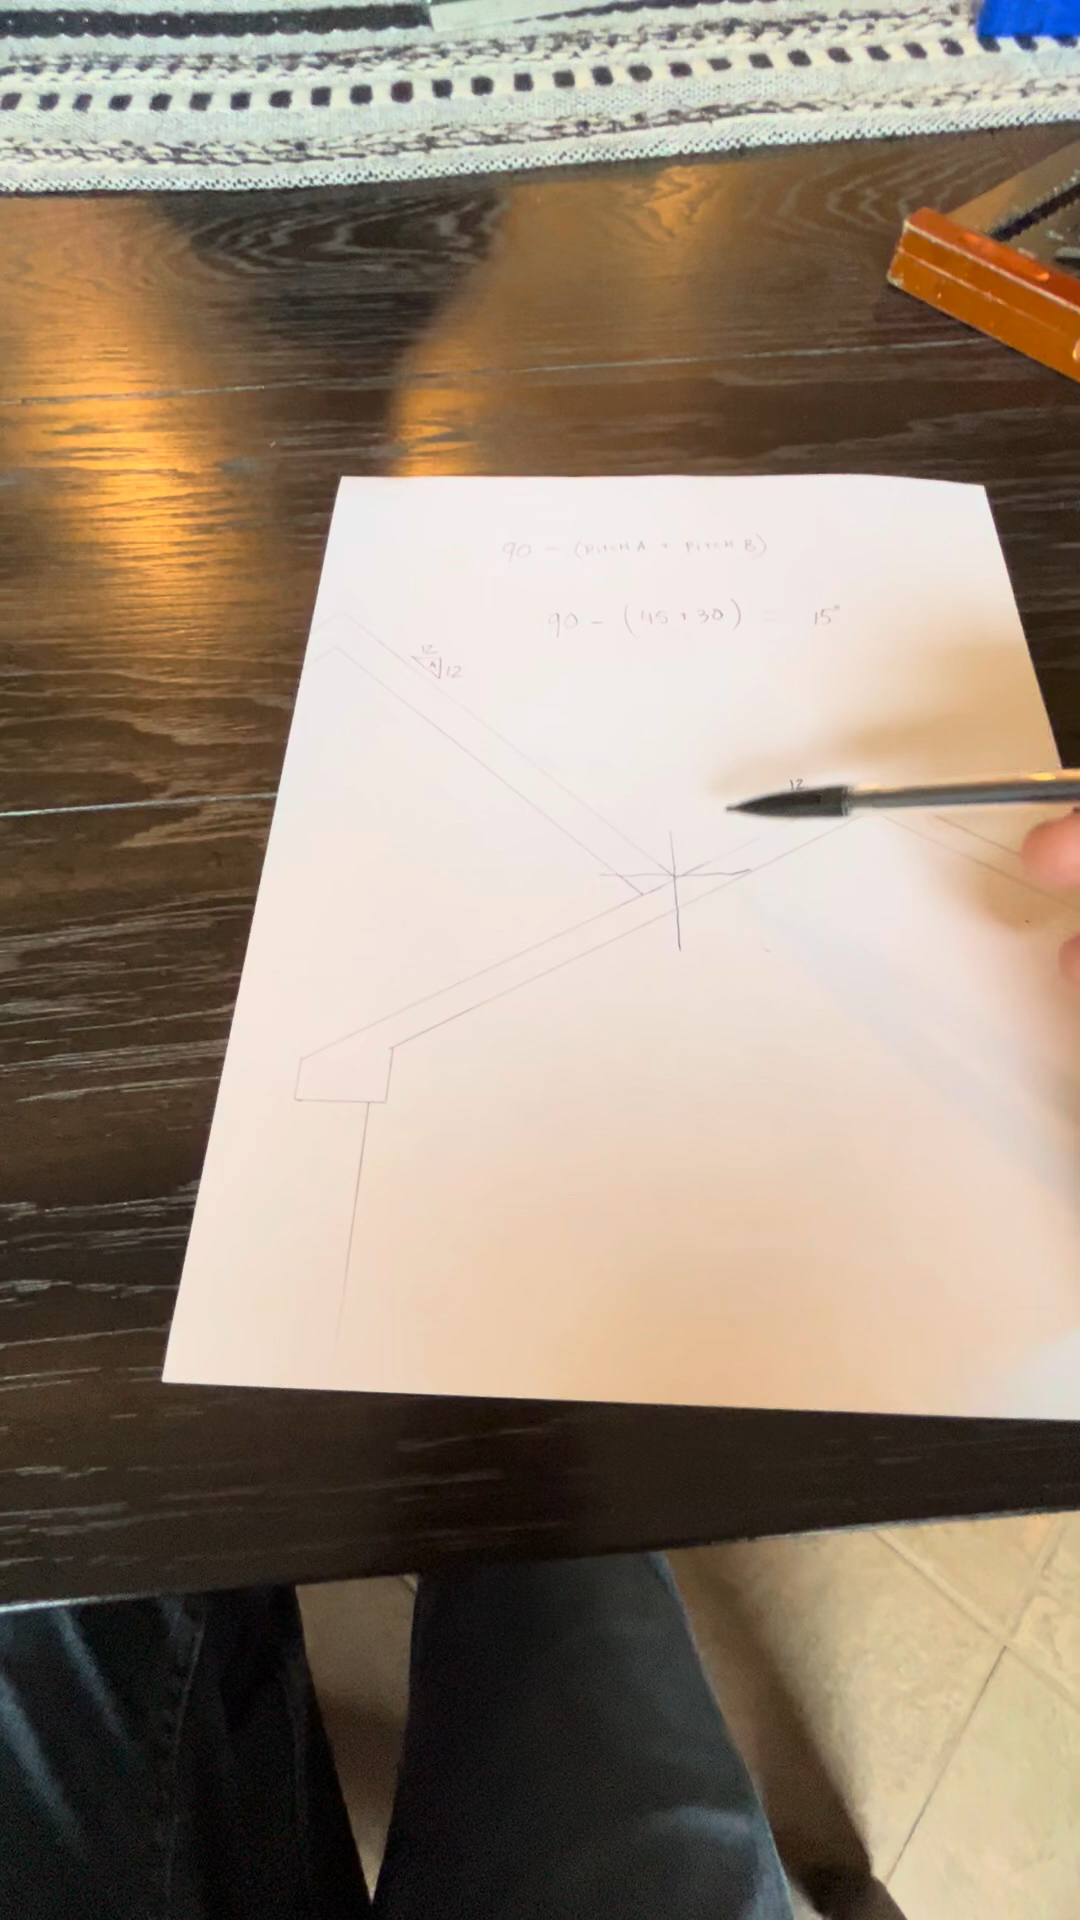 90 - (PITCH A + PITCH B)
90 - (45 + 30) = 15°
12
A 12
12